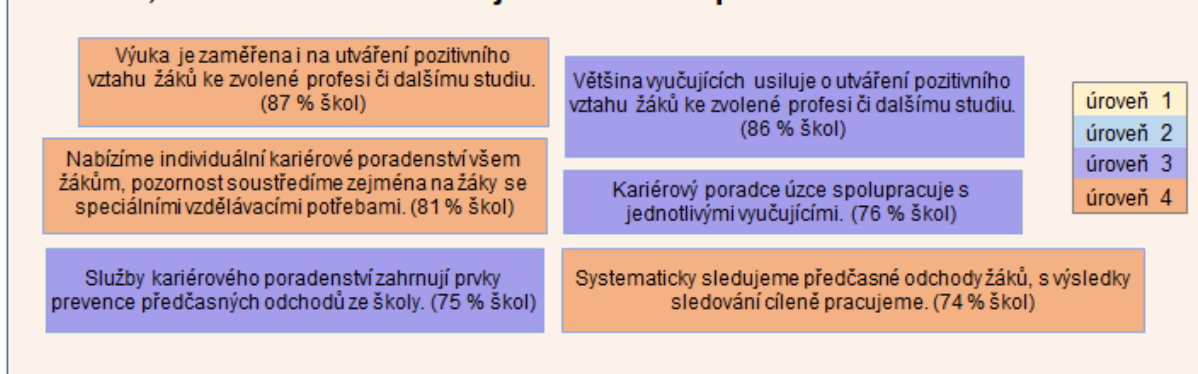 Výuka je zaměřena i na utváření pozitivního
vztahu žáků ke zvolené profesi či dalšímu studiu.
(87 % škol)
Většina vyučujících usiluje o utváření pozitivního
vztahu žáků ke zvolené profesi či dalšímu studiu.
(86 % škol)
Nabízíme individuální kariérové poradenství všem
žákům, pozornost soustředíme zejména na žáky se
speciálními vzdělávacími potřebami. (81 % škol)
Kariérový poradce úzce spolupracuje s
jednotlivými vyučujícími. (76 % škol)
Služby kariérového poradenství zahrnují prvky
prevence předčasných odchodů ze školy. (75 % škol)
Systematicky sledujeme předčasné odchody žáků, s výsledky
sledování cíleně pracujeme. (74 % škol)
úroveň 1
úroveň 2
úroveň 3
úroveň 4